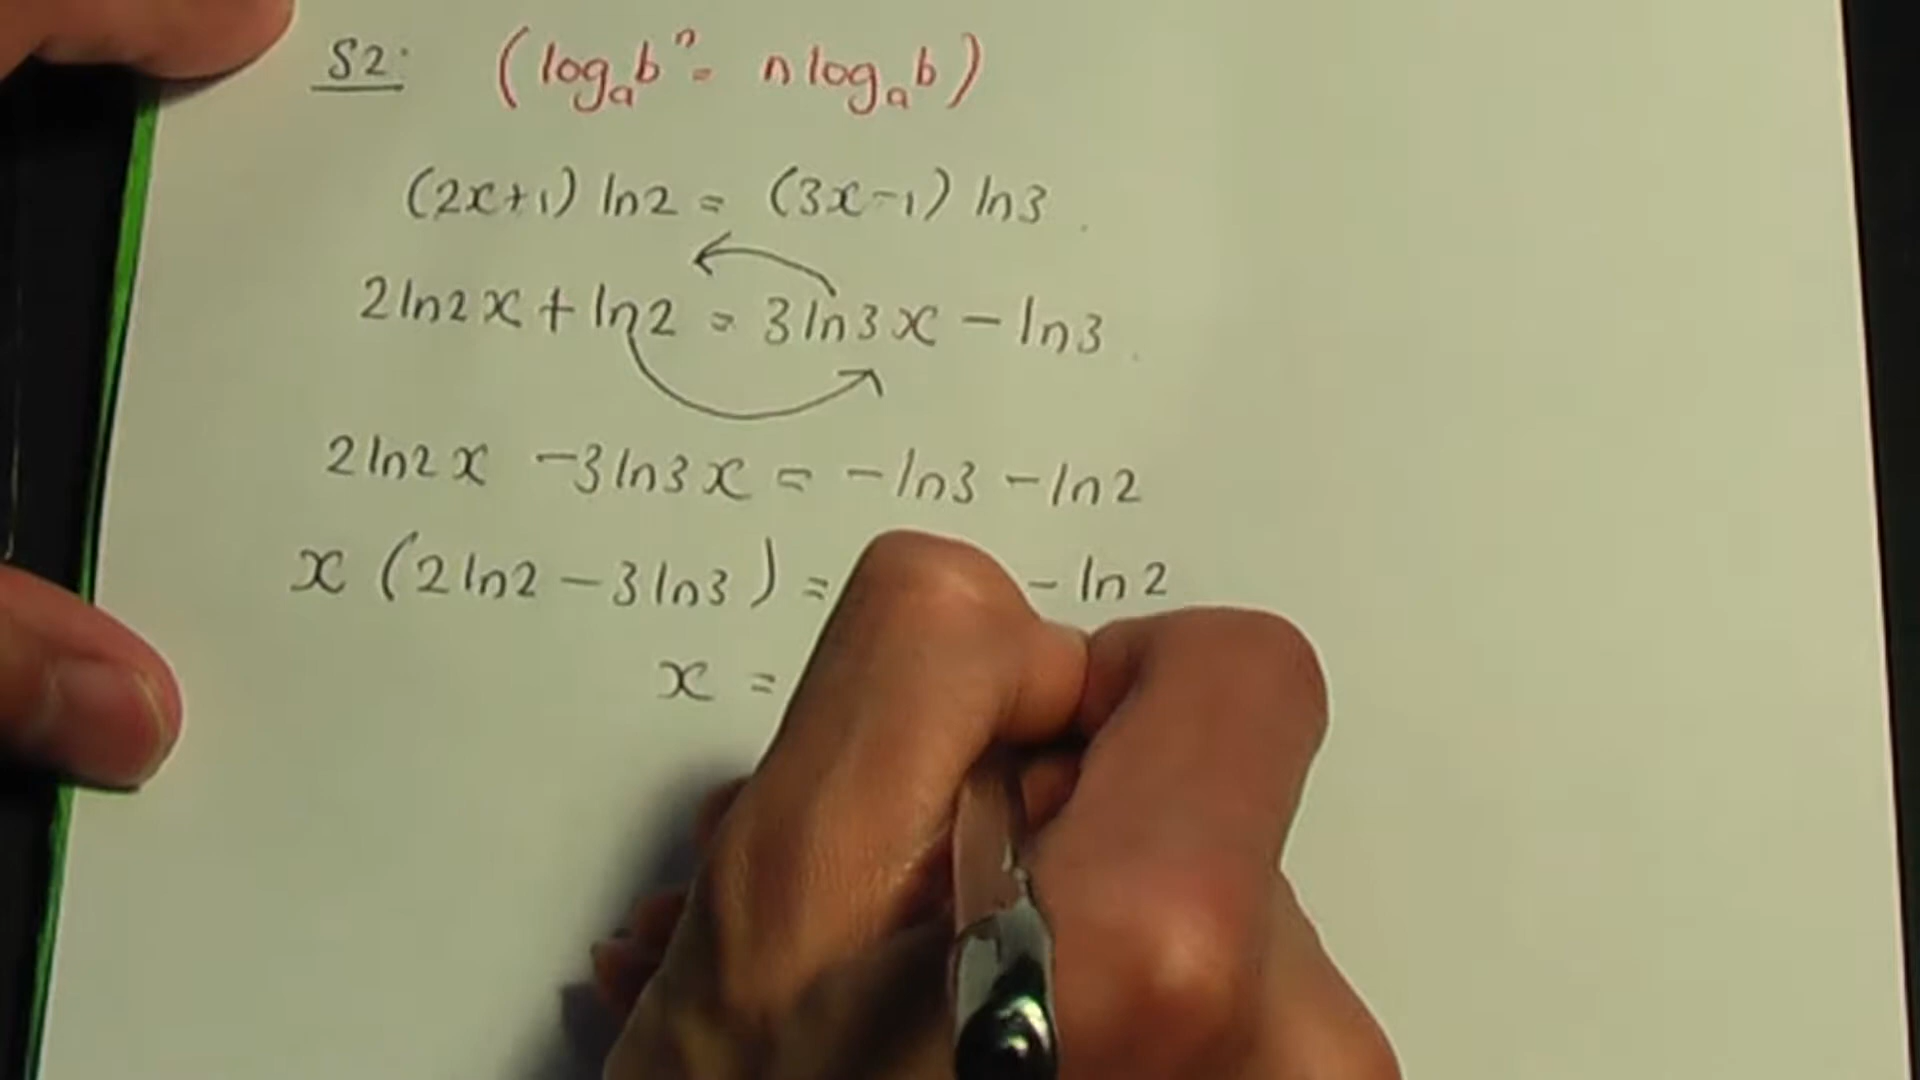 S2: (logₐbⁿ = n logₐb)
(2x+1) ln2 = (3x-1) ln3
2ln2x + ln2 = 3ln3x - ln3
2ln2x -3ln3x = -ln3 - ln2
x (2ln2 - 3ln3) = - ln2
x =